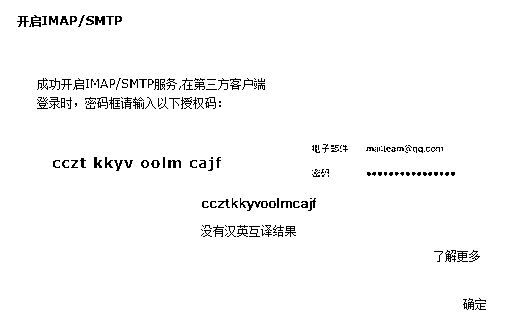 开启IMAP/SMTP
成功开启IMAP/SMTP服务,在第三方客户端
登录时，密码框请输入以下授权码：
cczt kkyv oolm cajf
电子邮件 mailteam@qq.com
密码 ••••••••••••••••
ccztkkyvoolmcajf
没有汉英互译结果
了解更多
确定